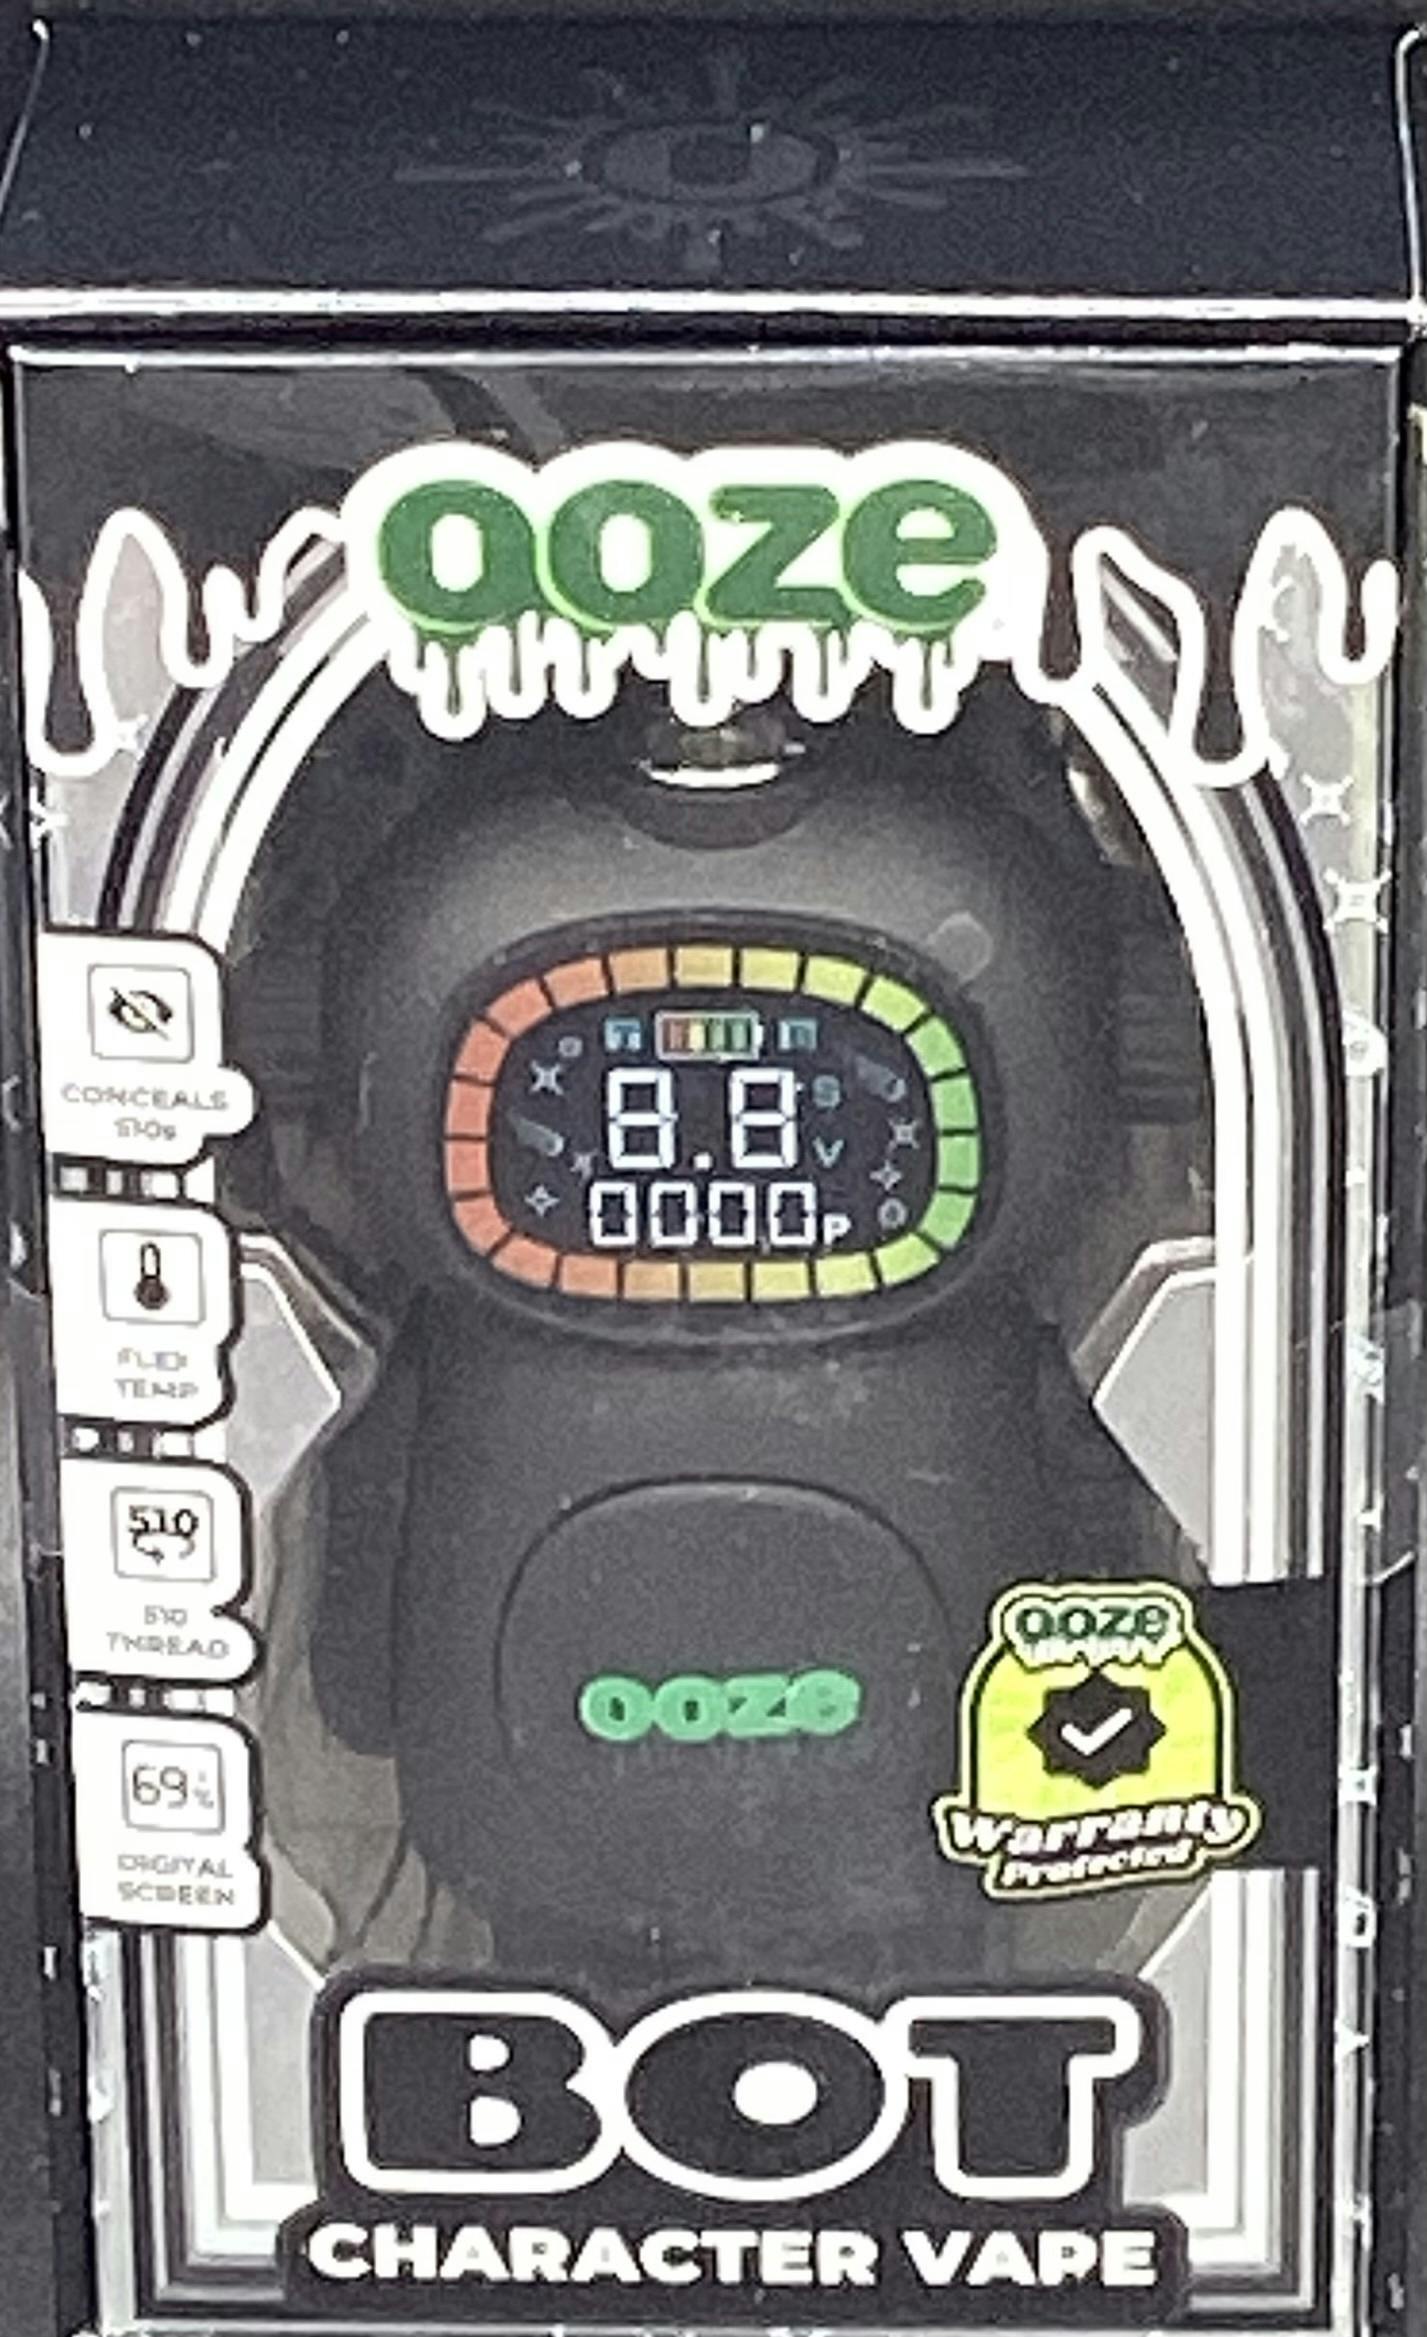 ooze
CONCEALS
510s
8.8 S
V
0000P
FLEX
TEMP
510
510
THREAD
ooze
ooze
Warranty
Protected
69 %
DIGITAL
SCREEN
BOT
CHARACTER VAPE